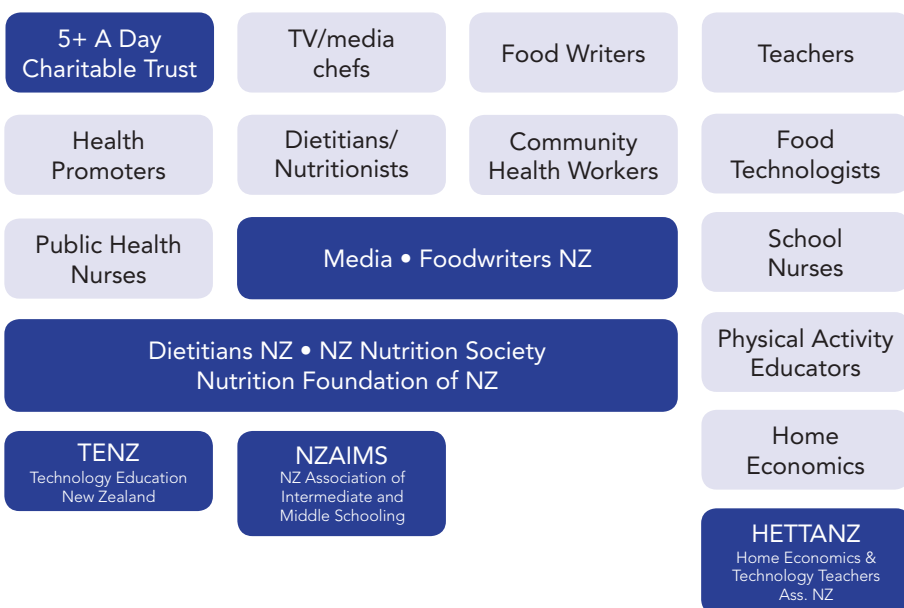 5+ A Day
Charitable Trust
TV/media
chefs
Food Writers
Teachers
Health
Promoters
Dietitians/
Nutritionists
Community
Health Workers
Food
Technologists
Public Health
Nurses
Media • Foodwriters NZ
School
Nurses
Dietitians NZ • NZ Nutrition Society
Nutrition Foundation of NZ
Physical Activity
Educators
TENZ
Technology Education
New Zealand
NZAIMS
NZ Association of
Intermediate and
Middle Schooling
Home
Economics
HETTANZ
Home Economics &
Technology Teachers
Ass. NZ